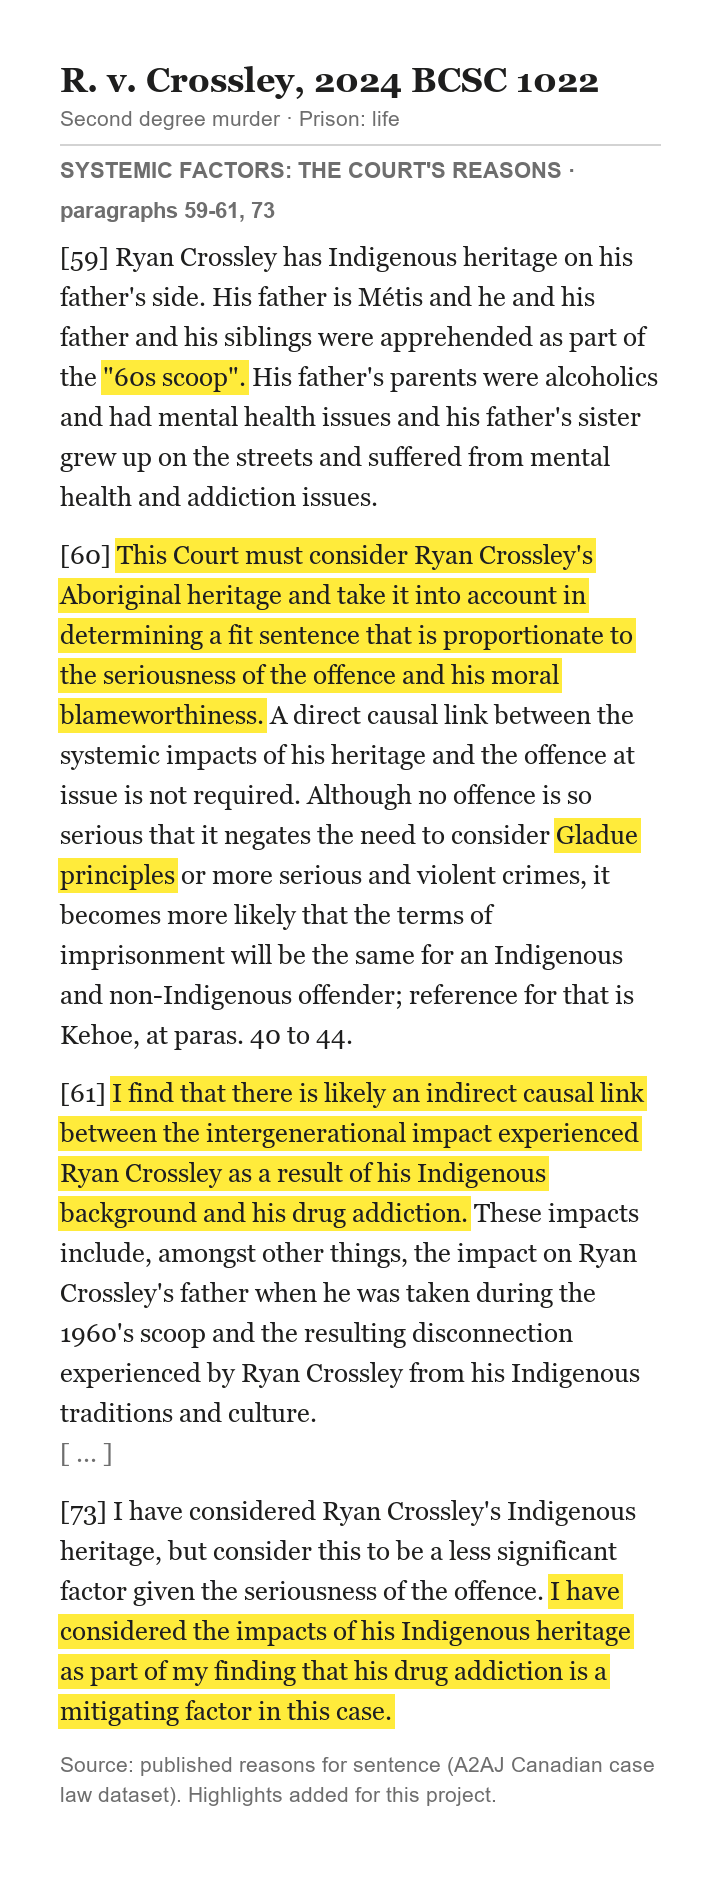 R. v. Crossley, 2024 BCSC 1022
Second degree murder · Prison: life
SYSTEMIC FACTORS: THE COURT'S REASONS ·
paragraphs 59-61, 73
[59] Ryan Crossley has Indigenous heritage on his
father's side. His father is Métis and he and his
father and his siblings were apprehended as part of
the "60s scoop". His father's parents were alcoholics
and had mental health issues and his father's sister
grew up on the streets and suffered from mental
health and addiction issues.
[60] This Court must consider Ryan Crossley's
Aboriginal heritage and take it into account in
determining a fit sentence that is proportionate to
the seriousness of the offence and his moral
blameworthiness. A direct causal link between the
systemic impacts of his heritage and the offence at
issue is not required. Although no offence is so
serious that it negates the need to consider Gladue
principles or more serious and violent crimes, it
becomes more likely that the terms of
imprisonment will be the same for an Indigenous
and non-Indigenous offender; reference for that is
Kehoe, at paras. 40 to 44.
[61] I find that there is likely an indirect causal link
between the intergenerational impact experienced
Ryan Crossley as a result of his Indigenous
background and his drug addiction. These impacts
include, amongst other things, the impact on Ryan
Crossley's father when he was taken during the
1960's scoop and the resulting disconnection
experienced by Ryan Crossley from his Indigenous
traditions and culture.
[ ... ]
[73] I have considered Ryan Crossley's Indigenous
heritage, but consider this to be a less significant
factor given the seriousness of the offence. I have
considered the impacts of his Indigenous heritage
as part of my finding that his drug addiction is a
mitigating factor in this case.
Source: published reasons for sentence (A2AJ Canadian case
law dataset). Highlights added for this project.